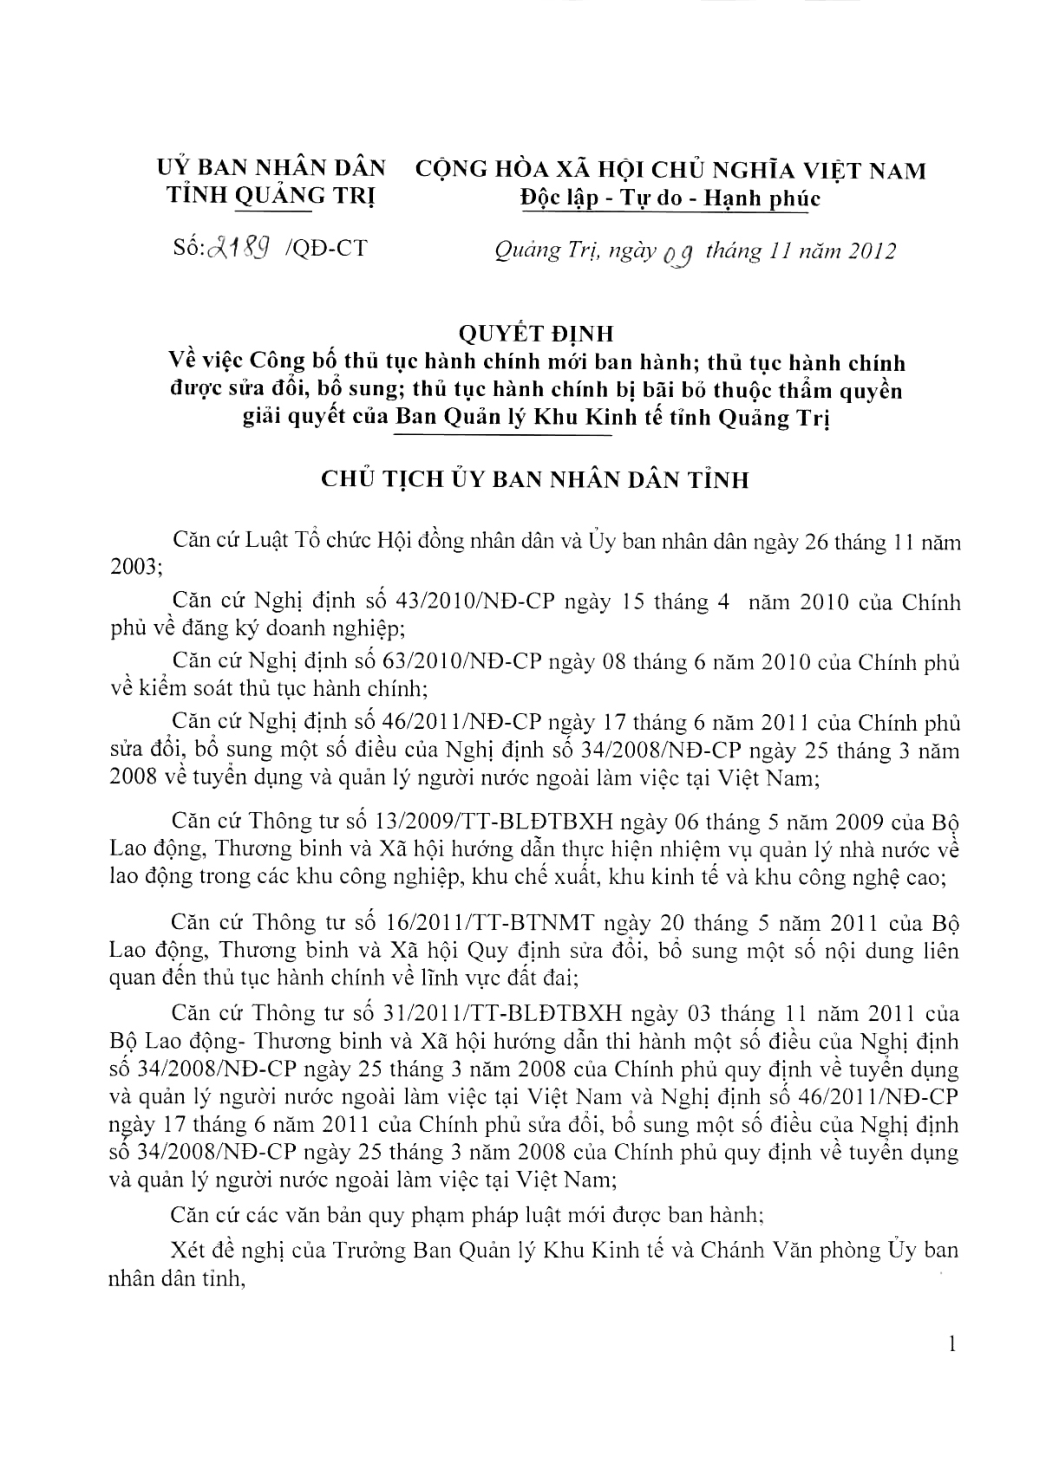 UỶ BAN NHÂN DÂN
TỈNH QUẢNG TRỊ
CỘNG HÒA XÃ HỘI CHỦ NGHĨA VIỆT NAM
Độc lập - Tự do - Hạnh phúc
Số: 2189 /QĐ-CT
Quảng Trị, ngày 09 tháng 11 năm 2012
QUYẾT ĐỊNH
Về việc Công bố thủ tục hành chính mới ban hành; thủ tục hành chính
được sửa đổi, bổ sung; thủ tục hành chính bị bãi bỏ thuộc thẩm quyền
giải quyết của Ban Quản lý Khu Kinh tế tỉnh Quảng Trị
CHỦ TỊCH ỦY BAN NHÂN DÂN TỈNH
Căn cứ Luật Tổ chức Hội đồng nhân dân và Ủy ban nhân dân ngày 26 tháng 11 năm
2003;
Căn cứ Nghị định số 43/2010/NĐ-CP ngày 15 tháng 4 năm 2010 của Chính
phủ về đăng ký doanh nghiệp;
Căn cứ Nghị định số 63/2010/NĐ-CP ngày 08 tháng 6 năm 2010 của Chính phủ
về kiểm soát thủ tục hành chính;
Căn cứ Nghị định số 46/2011/NĐ-CP ngày 17 tháng 6 năm 2011 của Chính phủ
sửa đổi, bổ sung một số điều của Nghị định số 34/2008/NĐ-CP ngày 25 tháng 3 năm
2008 về tuyển dụng và quản lý người nước ngoài làm việc tại Việt Nam;
Căn cứ Thông tư số 13/2009/TT-BLĐTBXH ngày 06 tháng 5 năm 2009 của Bộ
Lao động, Thương binh và Xã hội hướng dẫn thực hiện nhiệm vụ quản lý nhà nước về
lao động trong các khu công nghiệp, khu chế xuất, khu kinh tế và khu công nghệ cao;
Căn cứ Thông tư số 16/2011/TT-BTNMT ngày 20 tháng 5 năm 2011 của Bộ
Lao động, Thương binh và Xã hội Quy định sửa đổi, bổ sung một số nội dung liên
quan đến thủ tục hành chính về lĩnh vực đất đai;
Căn cứ Thông tư số 31/2011/TT-BLĐTBXH ngày 03 tháng 11 năm 2011 của
Bộ Lao động- Thương binh và Xã hội hướng dẫn thi hành một số điều của Nghị định
số 34/2008/NĐ-CP ngày 25 tháng 3 năm 2008 của Chính phủ quy định về tuyển dụng
và quản lý người nước ngoài làm việc tại Việt Nam và Nghị định số 46/2011/NĐ-CP
ngày 17 tháng 6 năm 2011 của Chính phủ sửa đổi, bổ sung một số điều của Nghị định
số 34/2008/NĐ-CP ngày 25 tháng 3 năm 2008 của Chính phủ quy định về tuyển dụng
và quản lý người nước ngoài làm việc tại Việt Nam;
Căn cứ các văn bản quy phạm pháp luật mới được ban hành;
Xét đề nghị của Trưởng Ban Quản lý Khu Kinh tế và Chánh Văn phòng Ủy ban
nhân dân tỉnh,
1